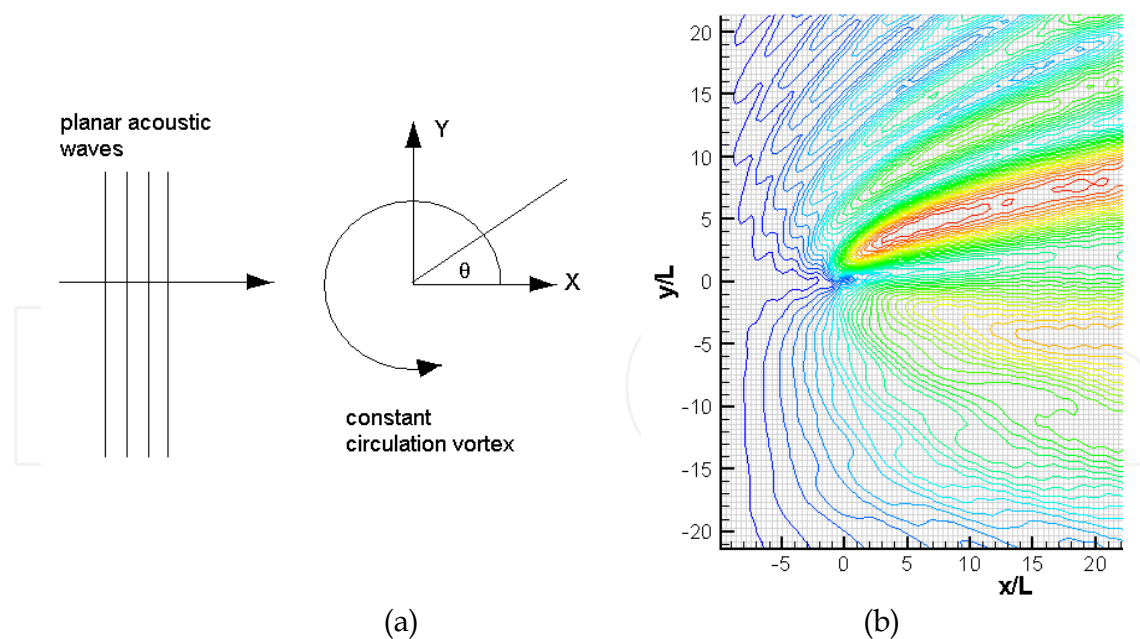 planar acoustic
waves
Y
θ
X
constant
circulation vortex
(a)
20
15
10
5
0
-5
-10
-15
-20
y/L
-5 0 5 10 15 20
x/L
(b)